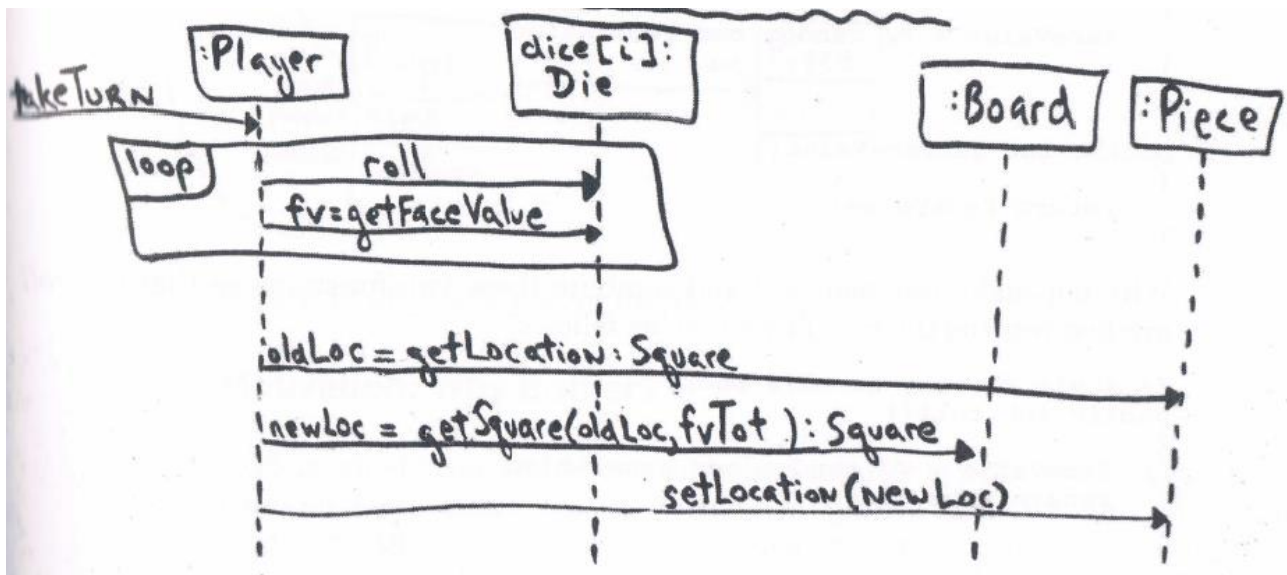 :Player
dice[i]:
Die
:Board
:Piece
takeTURN
loop
roll
fv=getFaceValue
oldLoc = getLocation: Square
newLoc = getSquare(oldLoc, fvTot ): Square
setLocation(newLoc)